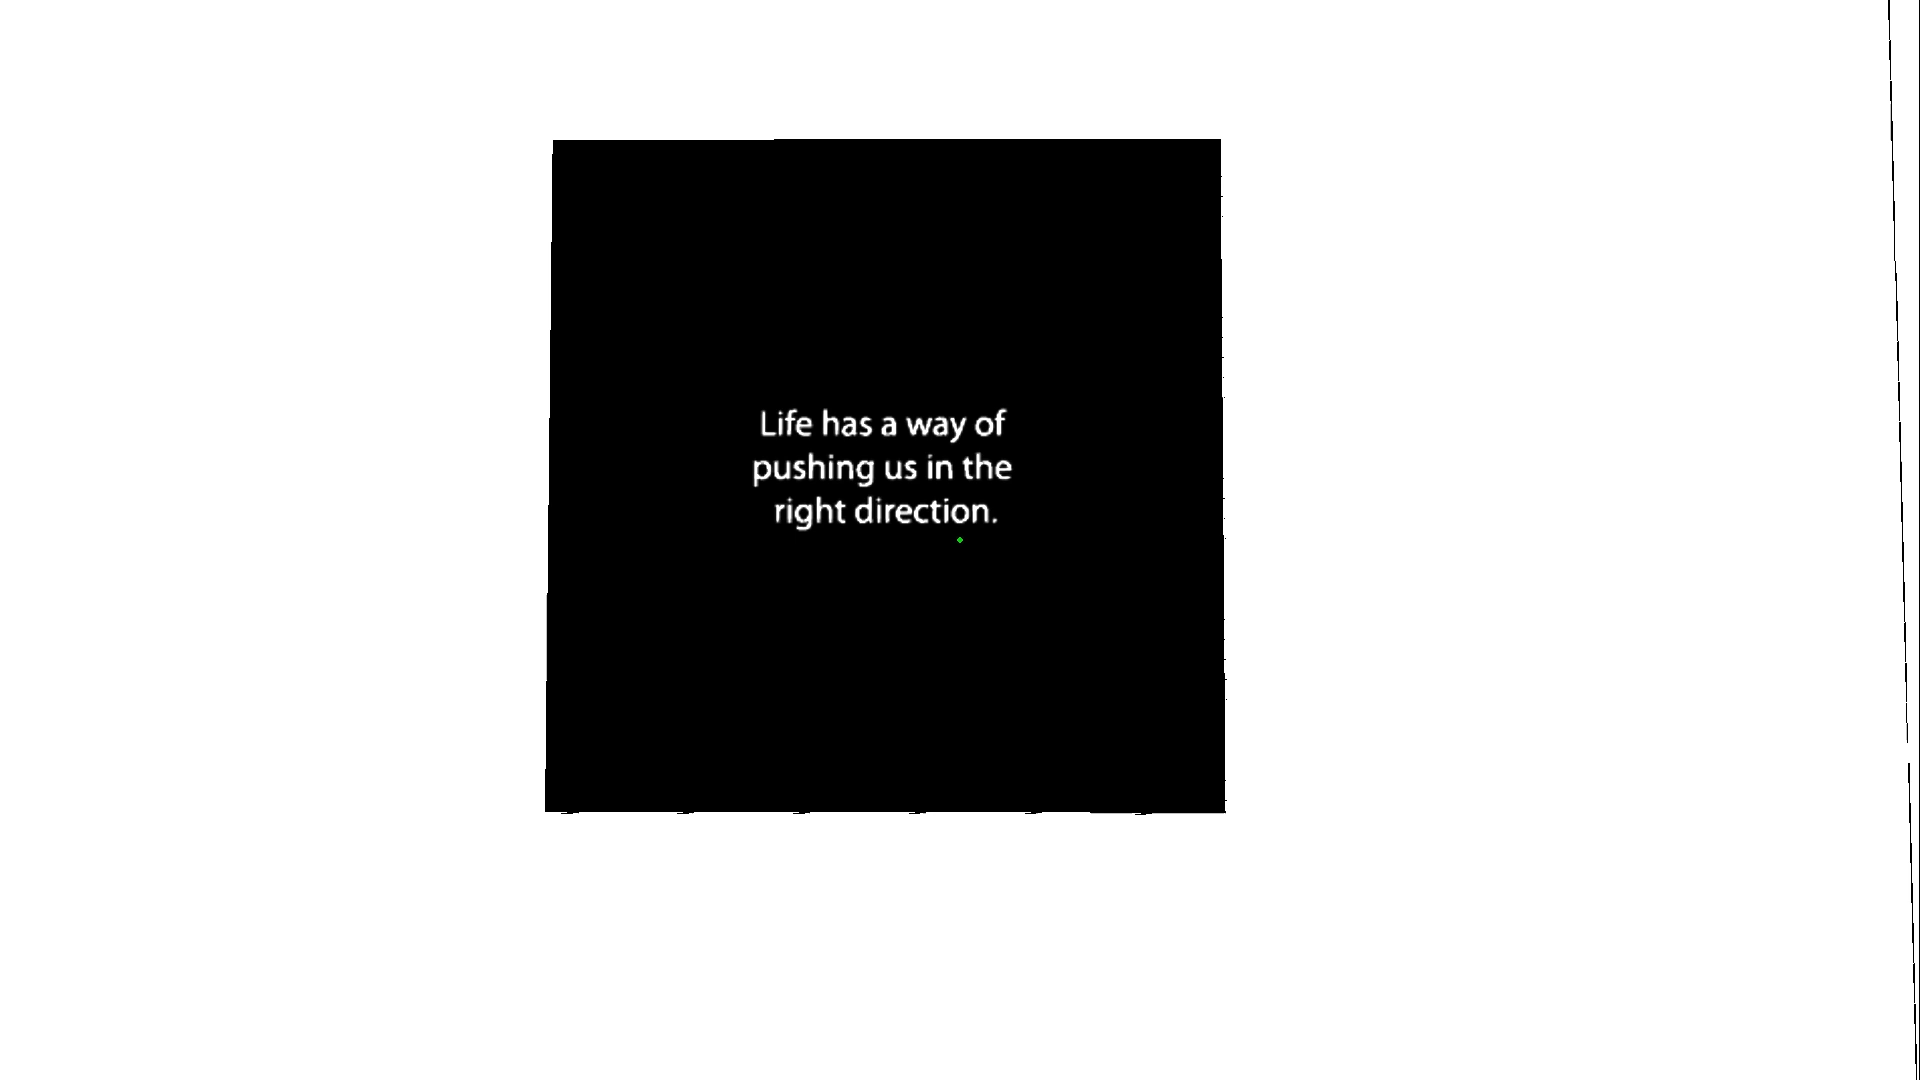 Life has a way of
pushing us in the
right direction.